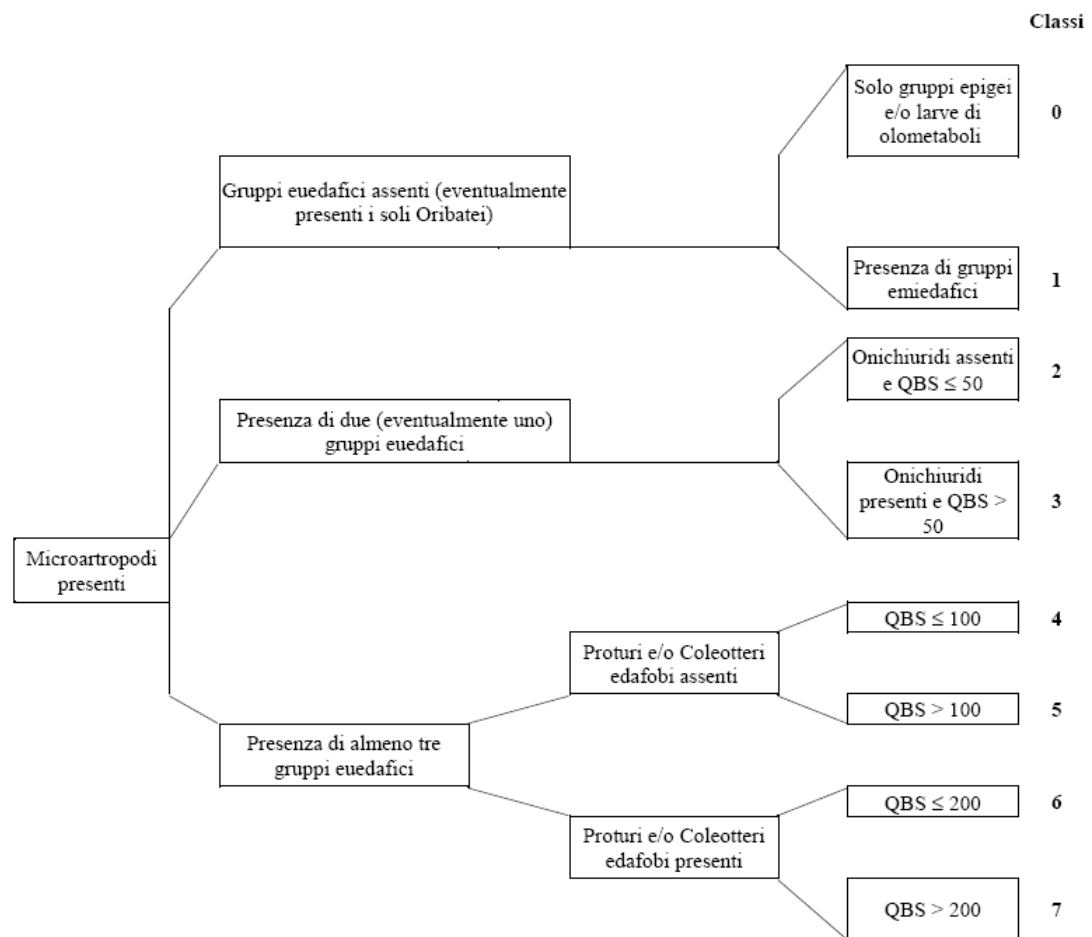 Classi
Solo gruppi epigei
e/o larve di
olometaboli
0
Gruppi euedafici assenti (eventualmente
presenti i soli Oribatei)
Presenza di gruppi
emiedafici
1
Onichiuridi assenti
e QBS ≤ 50
2
Presenza di due (eventualmente uno)
gruppi euedafici
Onichiuridi
presenti e QBS >
50
3
Microartropodi
presenti
QBS ≤ 100
4
Proturi e/o Coleotteri
edafobi assenti
QBS > 100
5
Presenza di almeno tre
gruppi euedafici
QBS ≤ 200
6
Proturi e/o Coleotteri
edafobi presenti
QBS > 200
7